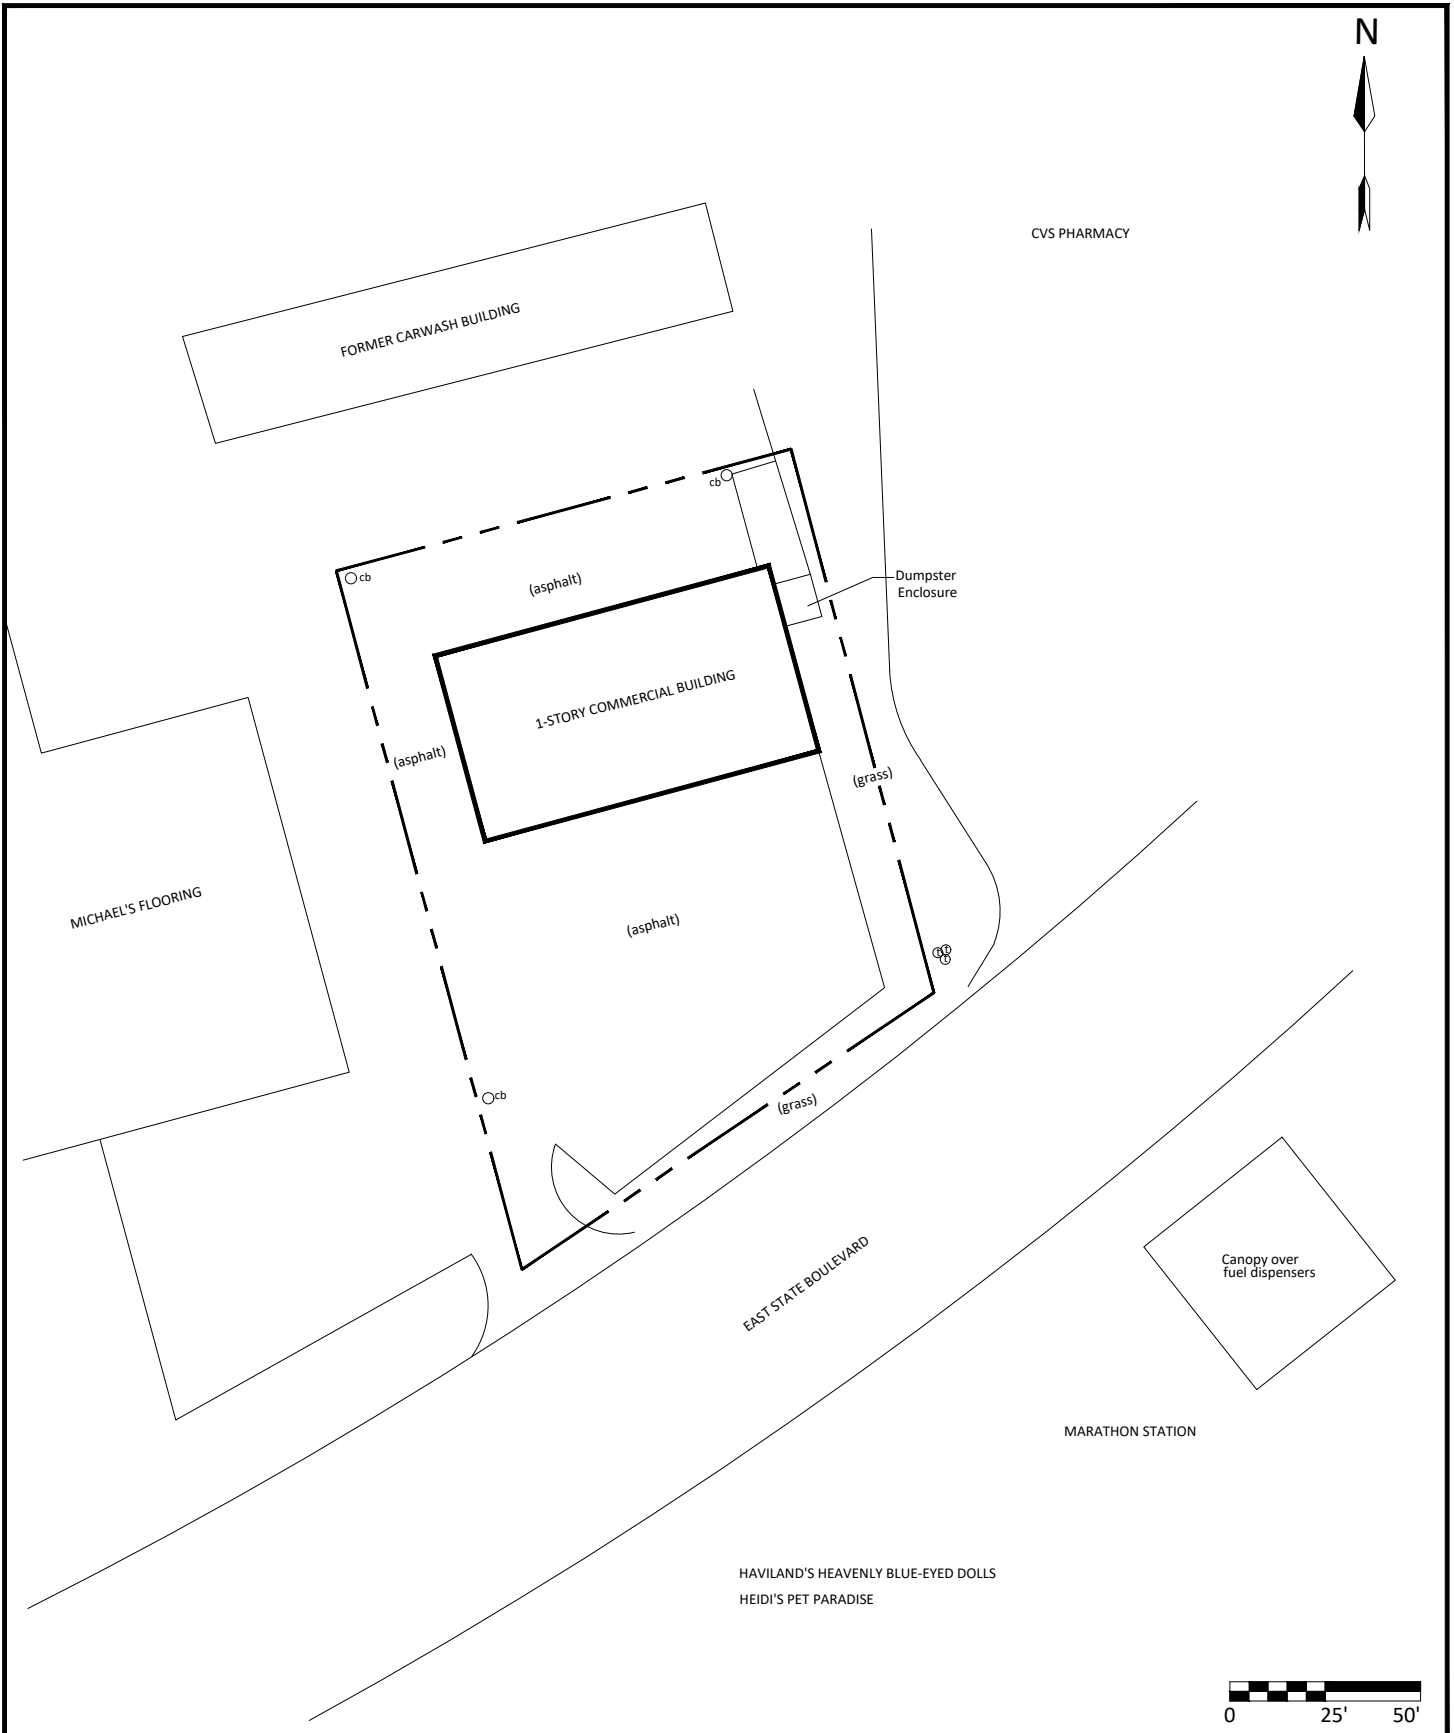 N
CVS PHARMACY
FORMER CARWASH BUILDING
cb
cb
(asphalt)
Dumpster
Enclosure
1-STORY COMMERCIAL BUILDING
(asphalt)
(grass)
MICHAEL'S FLOORING
(asphalt)
t
t
t
cb
(grass)
EAST STATE BOULEVARD
Canopy over
fuel dispensers
MARATHON STATION
HAVILAND'S HEAVENLY BLUE-EYED DOLLS
HEIDI'S PET PARADISE
0 25' 50'